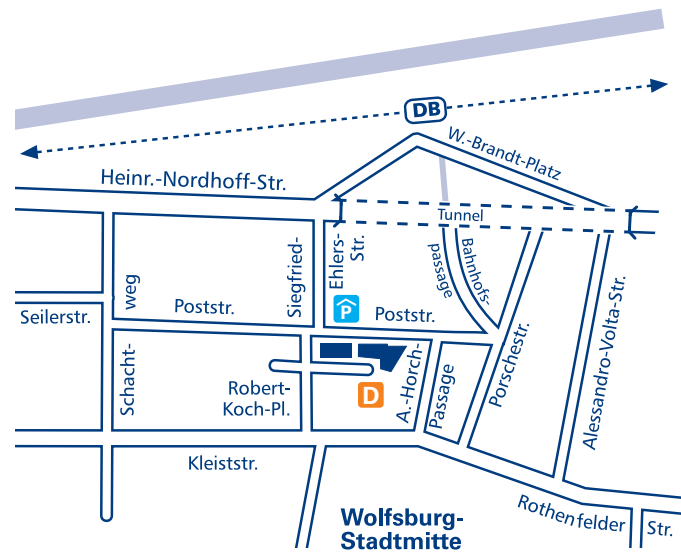 DB
W.-Brandt-Platz
Heinr.-Nordhoff-Str.
Tunnel
Siegfried-
Ehlers-
Str.
Bahnhofs-
passage
Schacht-
weg
Seilerstr.
Poststr.
P
Poststr.
Porschestr.
Alessandro-Volta-Str.
Robert-
Koch-Pl.
D
A.-Horch-
Passage
Kleiststr.
Rothenfelder Str.
Wolfsburg-
Stadtmitte